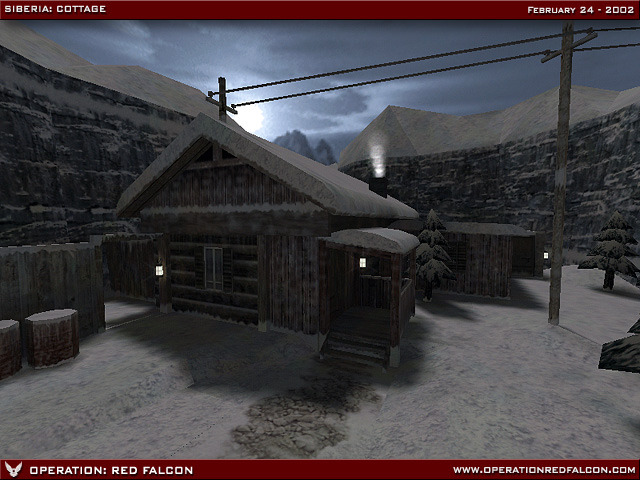 SIBERIA: COTTAGE
FEBRUARY 24 - 2002
OPERATION: RED FALCON
WWW.OPERATIONREDFALCON.COM